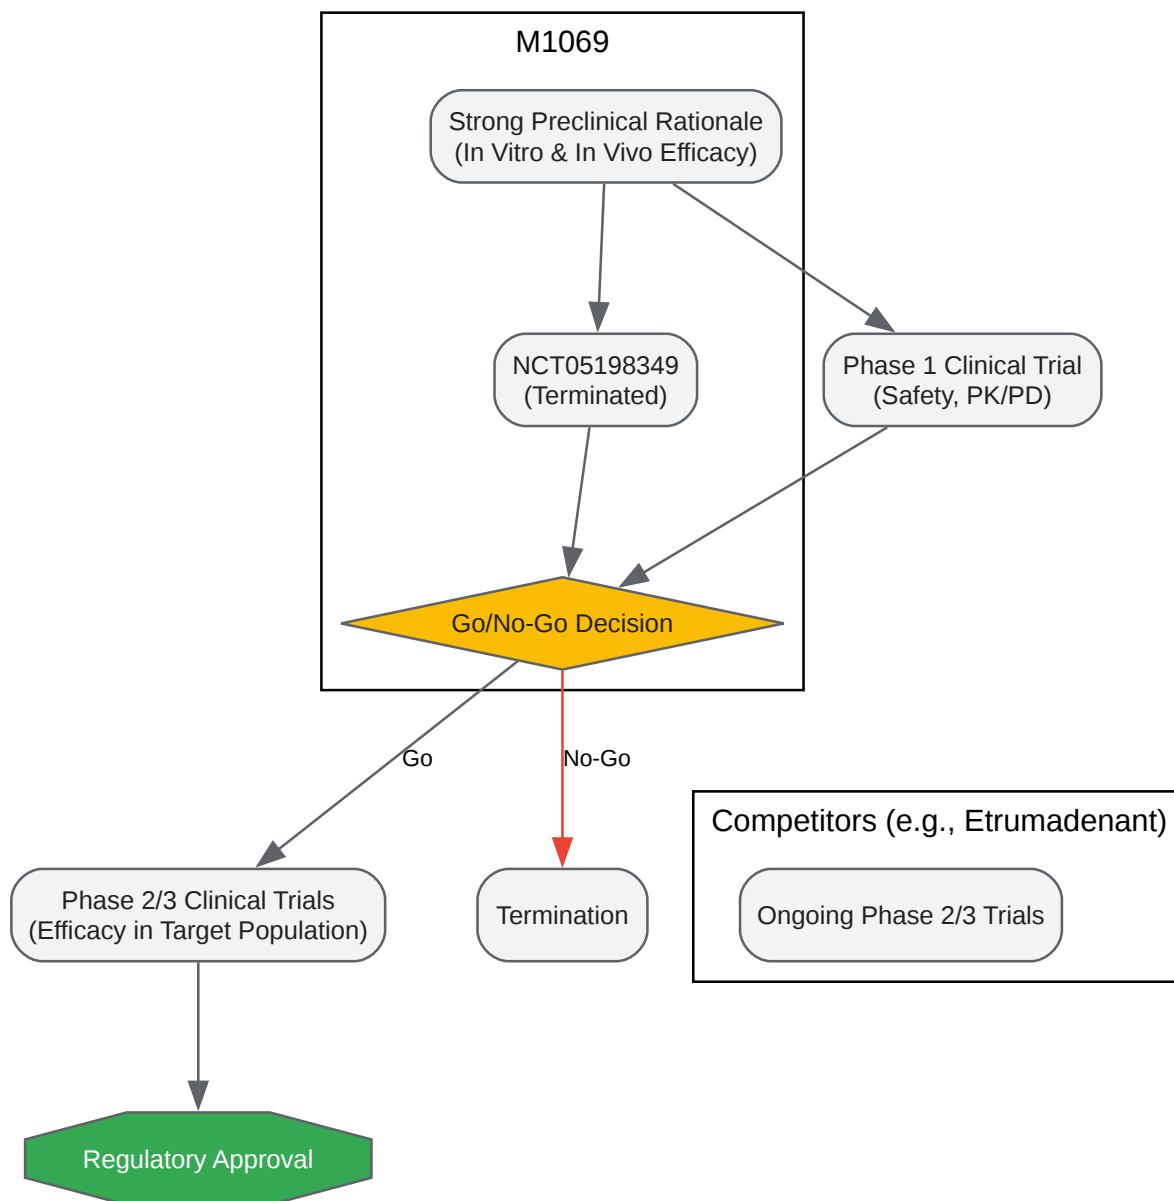 M1069
Strong Preclinical Rationale
(In Vitro & In Vivo Efficacy)
NCT05198349
(Terminated)
Phase 1 Clinical Trial
(Safety, PK/PD)
Go/No-Go Decision
Go
No-Go
Competitors (e.g., Etrumadenant)
Phase 2/3 Clinical Trials
(Efficacy in Target Population)
Termination
Ongoing Phase 2/3 Trials
Regulatory Approval